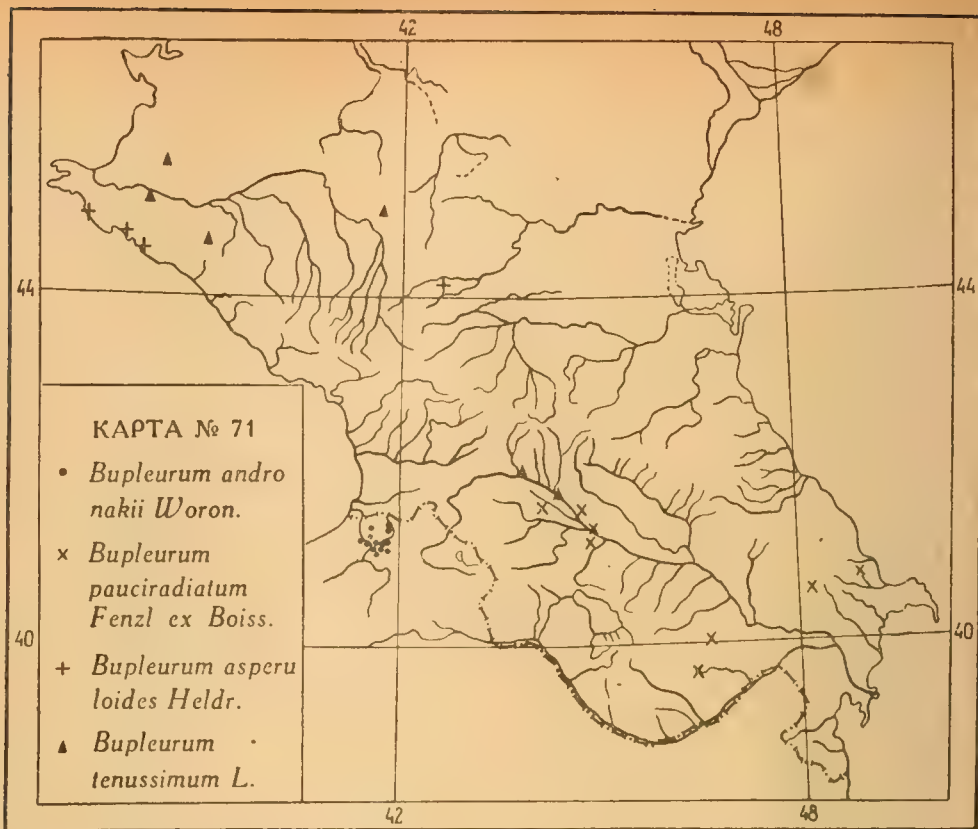 42 48
44 44
КАРТА № 71
• Bupleurum andro
nakii Woron.
× Bupleurum
pauciradiatum
Fenzl ex Boiss.
+ Bupleurum asperu
loides Heldr.
▲ Bupleurum
tenussimum L.
40 40
42 48